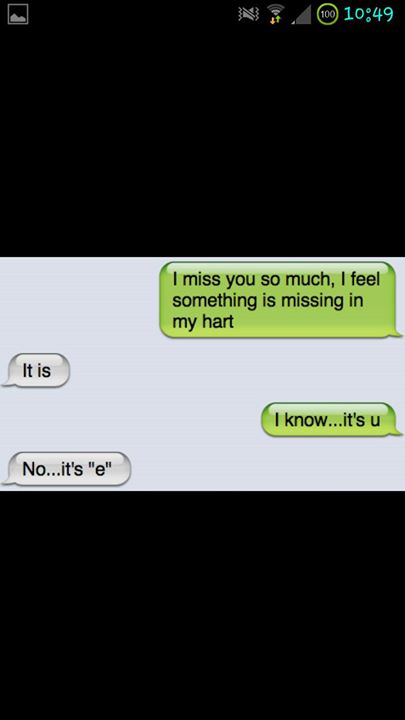 100 10:49
I miss you so much, I feel
something is missing in
my hart
It is
I know...it's u
No...it's "e"